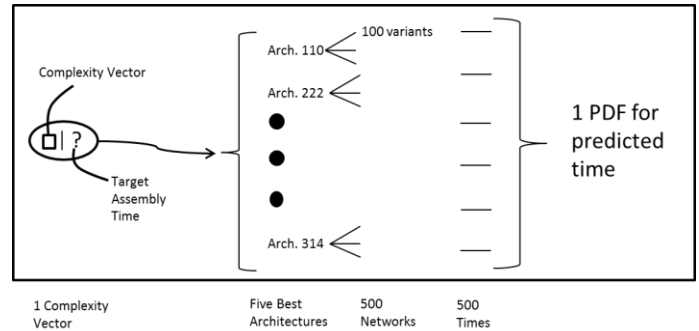 100 variants
Arch. 110
Complexity Vector
Arch. 222
1 PDF for
predicted
time
|?
Target
Assembly
Time
Arch. 314
1 Complexity
Vector
Five Best
Architectures
500
Networks
500
Times